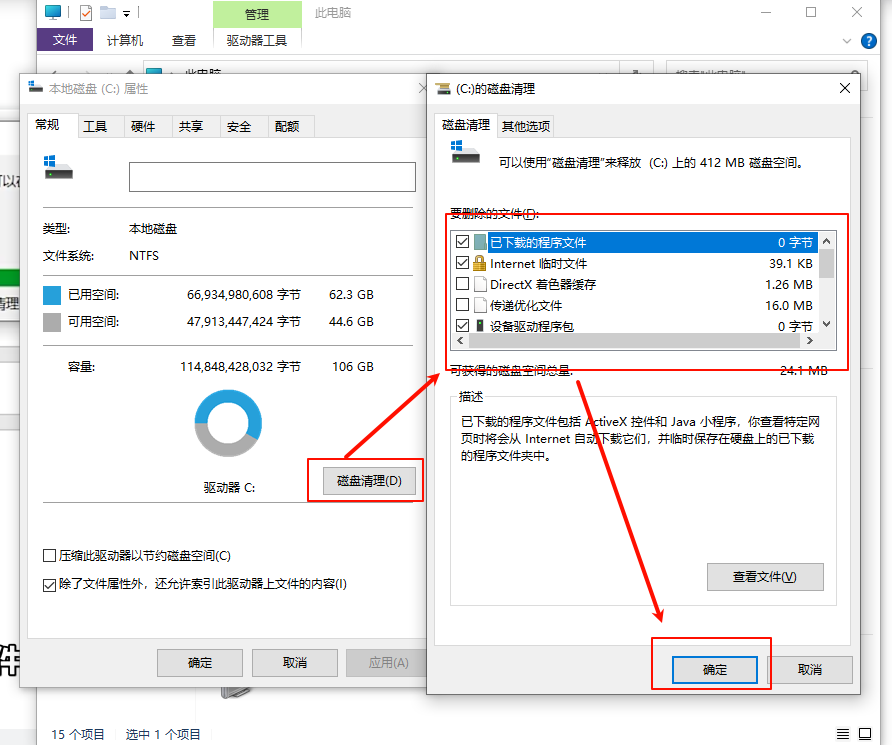 管理
此电脑
文件
计算机
查看
驱动器工具
此电脑
搜索"此电脑"
本地磁盘 (C:) 属性
常规
工具
硬件
共享
安全
配额
类型:
本地磁盘
文件系统:
NTFS
已用空间:
66,934,980,608 字节
62.3 GB
可用空间:
47,913,447,424 字节
44.6 GB
容量:
114,848,428,032 字节
106 GB
驱动器 C:
磁盘清理(D)
压缩此驱动器以节约磁盘空间(C)
除了文件属性外，还允许索引此驱动器上文件的内容(I)
确定
取消
应用(A)
(C:)的磁盘清理
磁盘清理
其他选项
可以使用"磁盘清理"来释放 (C:) 上的 412 MB 磁盘空间。
要删除的文件(F):
已下载的程序文件
0 字节
Internet 临时文件
39.1 KB
DirectX 着色器缓存
1.26 MB
传递优化文件
16.0 MB
设备驱动程序包
0 字节
可获得的磁盘空间总量:
24.1 MB
描述
已下载的程序文件包括 ActiveX 控件和 Java 小程序，你查看特定网
页时将会从 Internet 自动下载它们，并临时保存在硬盘上的已下载
的程序文件夹中。
查看文件(V)
确定
取消
清理
件
15 个项目
选中 1 个项目